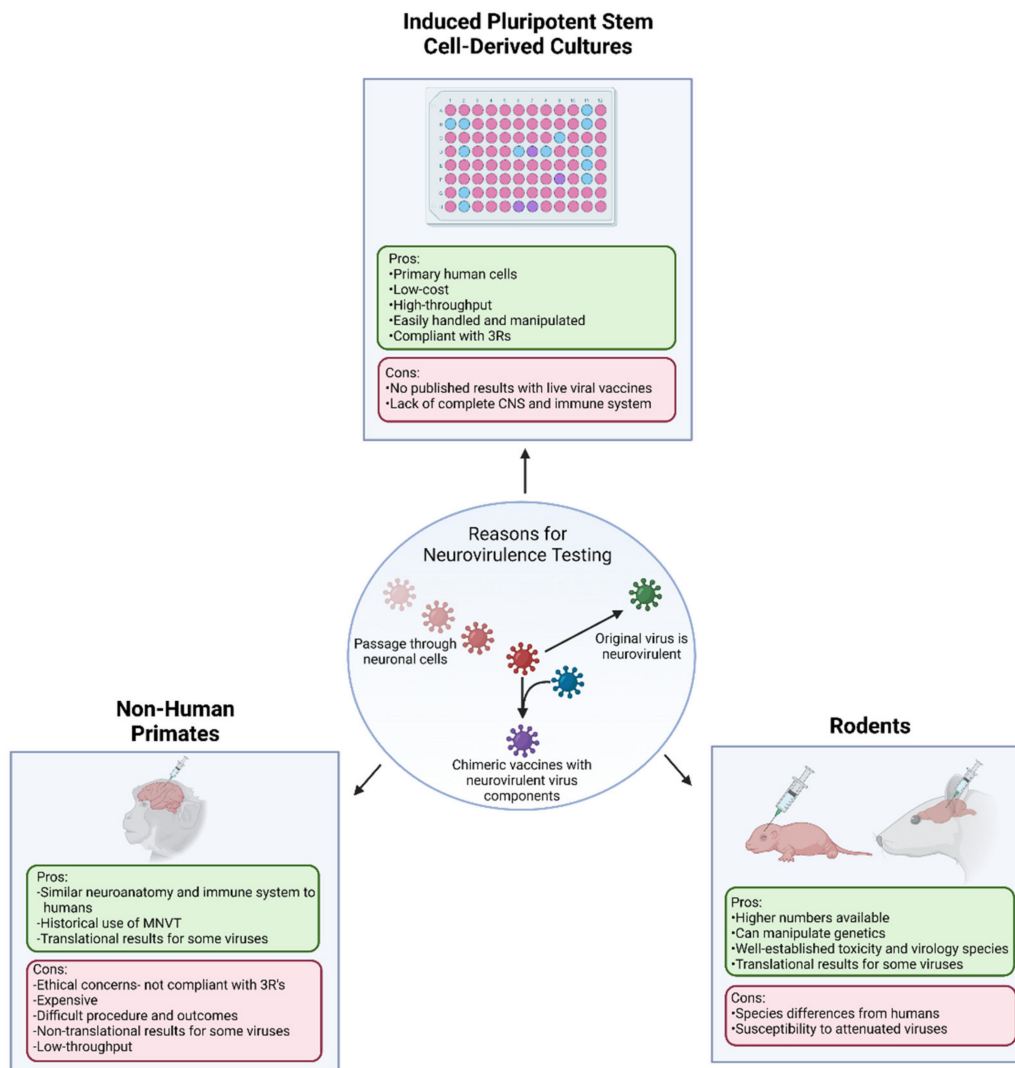 Induced Pluripotent Stem
Cell-Derived Cultures
Pros:
•Primary human cells
•Low-cost
•High-throughput
•Easily handled and manipulated
•Compliant with 3Rs
Cons:
•No published results with live viral vaccines
•Lack of complete CNS and immune system
Reasons for
Neurovirulence Testing
Passage through
neuronal cells
Original virus is
neurovirulent
Chimeric vaccines with
neurovirulent virus
components
Non-Human
Primates
Pros:
-Similar neuroanatomy and immune system to
humans
-Historical use of MNVT
-Translational results for some viruses
Cons:
-Ethical concerns- not compliant with 3R's
-Expensive
-Difficult procedure and outcomes
-Non-translational results for some viruses
-Low-throughput
Rodents
Pros:
•Higher numbers available
•Can manipulate genetics
•Well-established toxicity and virology species
•Translational results for some viruses
Cons:
•Species differences from humans
•Susceptibility to attenuated viruses